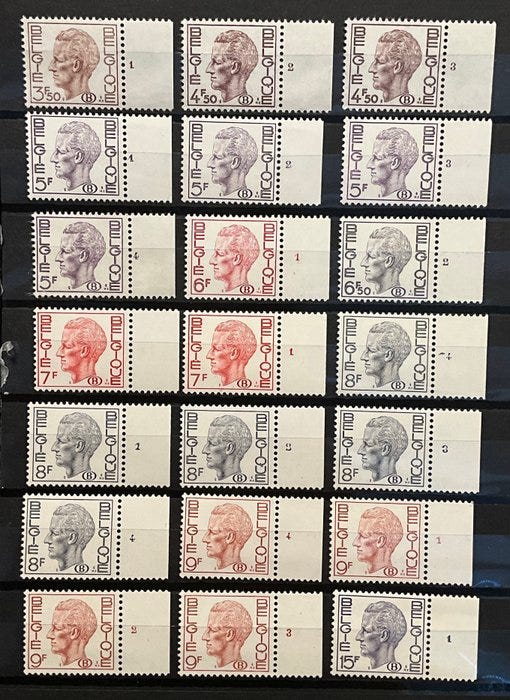 BELGIE BELGIQUE 3F50 B 1
BELGIE BELGIQUE 4F50 B 2
BELGIE BELGIQUE 4F50 B 3
BELGIE BELGIQUE 5F B 1
BELGIE BELGIQUE 5F B 2
BELGIE BELGIQUE 5F B 3
BELGIE BELGIQUE 5F B 4
BELGIE BELGIQUE 6F B 1
BELGIE BELGIQUE 6F50 B 2
BELGIE BELGIQUE 7F B
BELGIE BELGIQUE 7F B 1
BELGIE BELGIQUE 8F B 4
BELGIE BELGIQUE 8F B 1
BELGIE BELGIQUE 8F B 2
BELGIE BELGIQUE 8F B 3
BELGIE BELGIQUE 8F B 4
BELGIE BELGIQUE 9F B
BELGIE BELGIQUE 9F B 1
BELGIE BELGIQUE 9F B 2
BELGIE BELGIQUE 9F B 3
BELGIE BELGIQUE 15F B 1